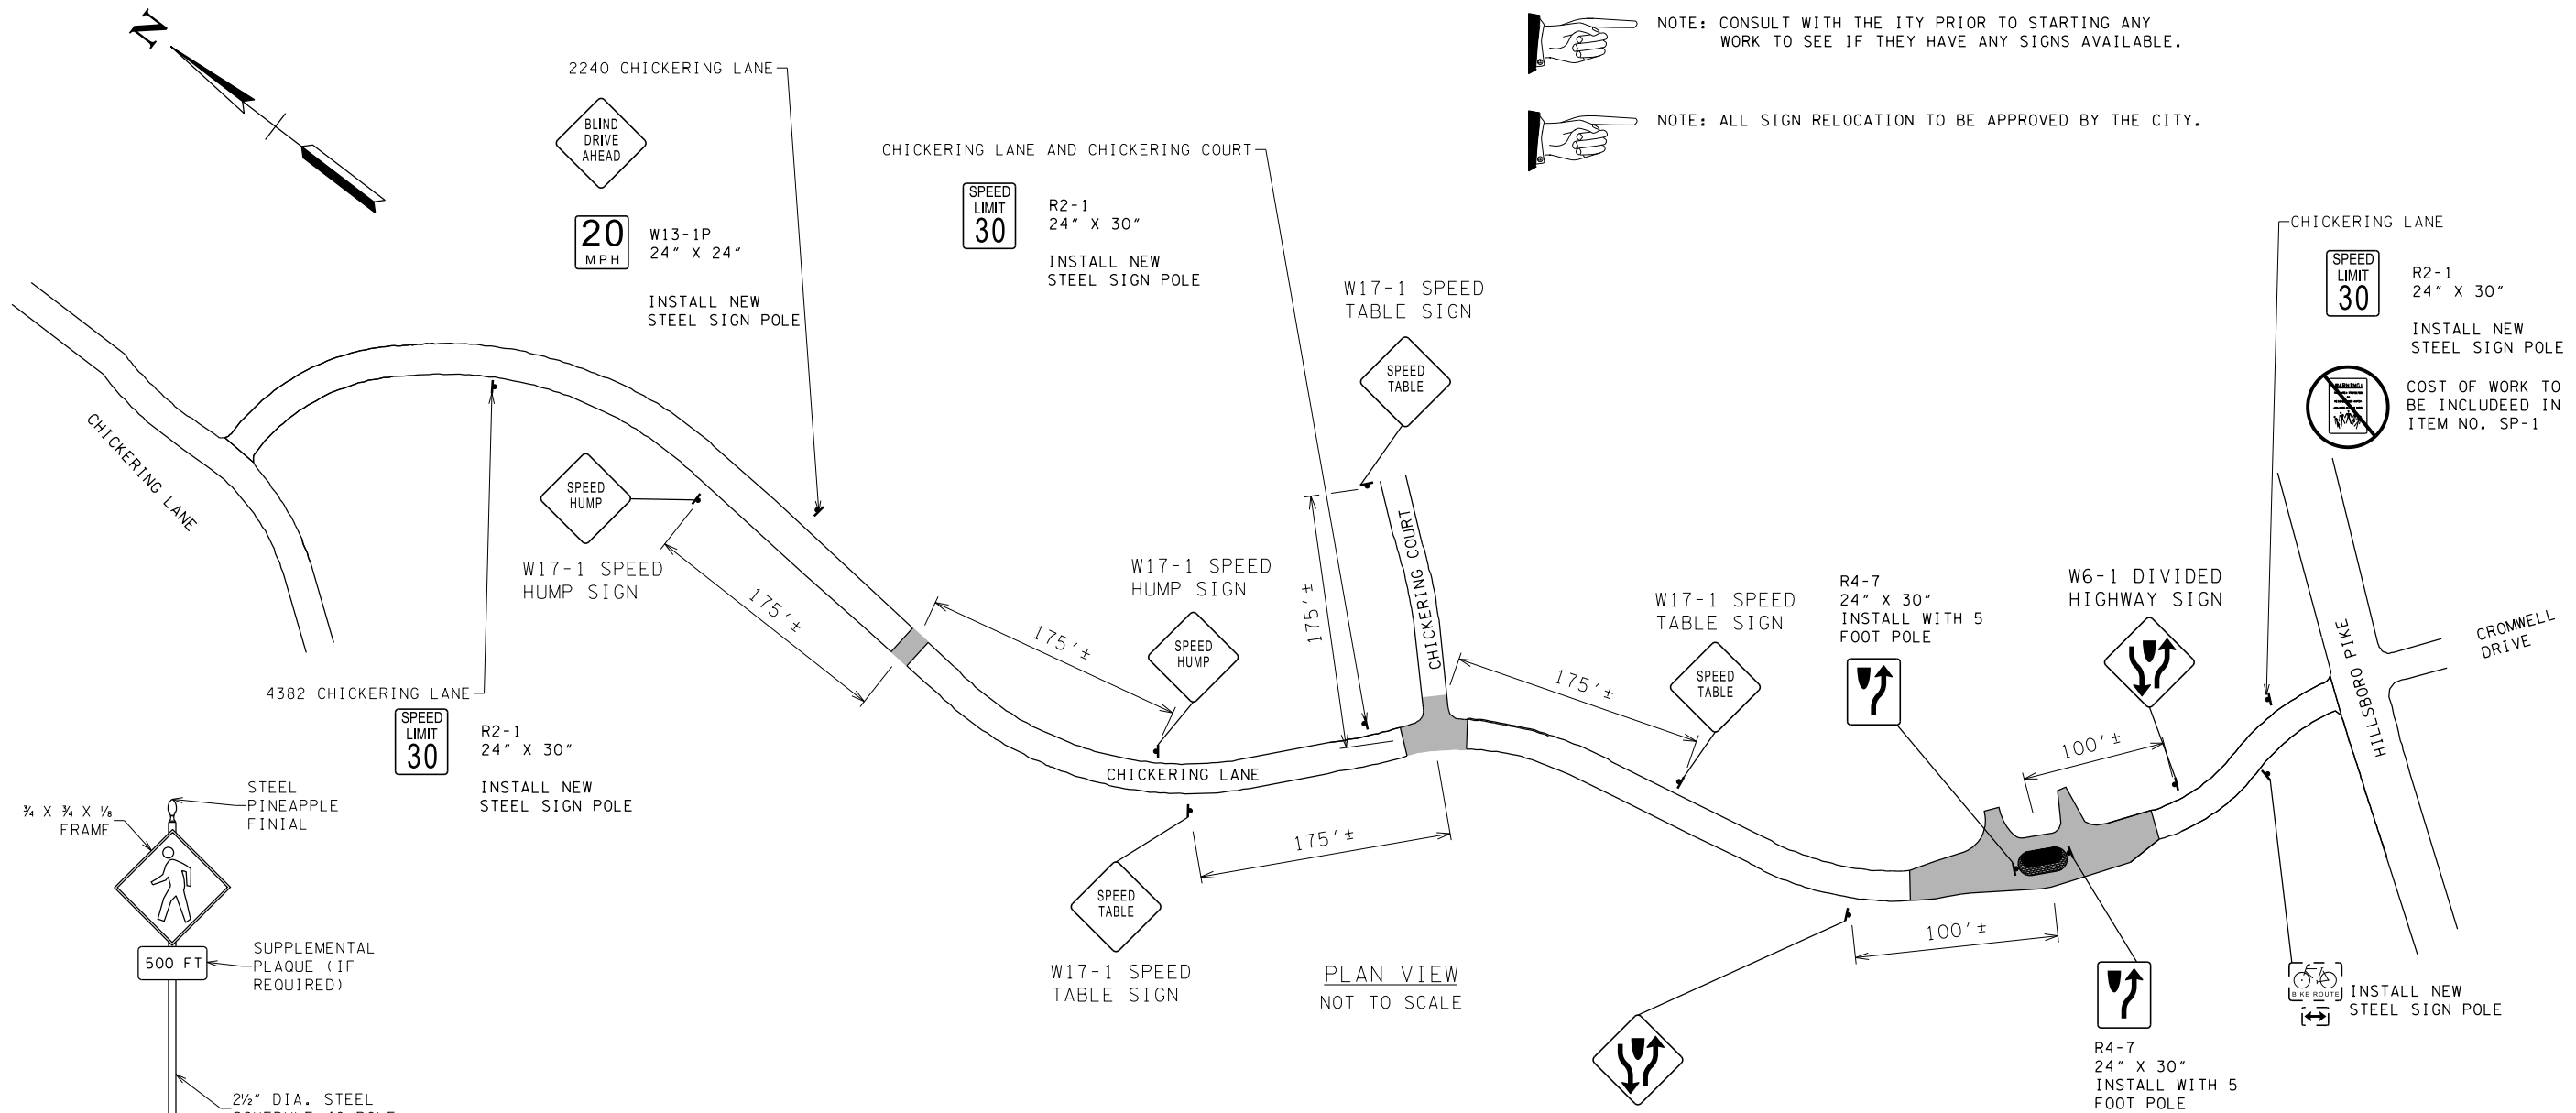 N
NOTE: CONSULT WITH THE ITY PRIOR TO STARTING ANY
WORK TO SEE IF THEY HAVE ANY SIGNS AVAILABLE.
NOTE: ALL SIGN RELOCATION TO BE APPROVED BY THE CITY.
2240 CHICKERING LANE
BLIND
DRIVE
AHEAD
20
MPH
W13-1P
24" X 24"
INSTALL NEW
STEEL SIGN POLE
CHICKERING LANE AND CHICKERING COURT
SPEED
LIMIT
30
R2-1
24" X 30"
INSTALL NEW
STEEL SIGN POLE
W17-1 SPEED
TABLE SIGN
SPEED
TABLE
CHICKERING LANE
SPEED
LIMIT
30
R2-1
24" X 30"
INSTALL NEW
STEEL SIGN POLE
COST OF WORK TO
BE INCLUDEED IN
ITEM NO. SP-1
CHICKERING LANE
SPEED
HUMP
W17-1 SPEED
HUMP SIGN
175'±
175'±
W17-1 SPEED
HUMP SIGN
SPEED
HUMP
175'±
CHICKERING COURT
175'±
W17-1 SPEED
TABLE SIGN
SPEED
TABLE
R4-7
24" X 30"
INSTALL WITH 5
FOOT POLE
W6-1 DIVIDED
HIGHWAY SIGN
100'±
HILLSBORO PIKE
CROMWELL
DRIVE
4382 CHICKERING LANE
SPEED
LIMIT
30
R2-1
24" X 30"
INSTALL NEW
STEEL SIGN POLE
CHICKERING LANE
175'±
SPEED
TABLE
W17-1 SPEED
TABLE SIGN
PLAN VIEW
NOT TO SCALE
100'±
BIKE ROUTE
INSTALL NEW
STEEL SIGN POLE
R4-7
24" X 30"
INSTALL WITH 5
FOOT POLE
¾ X ¾ X ⅛
FRAME
STEEL
PINEAPPLE
FINIAL
500 FT
SUPPLEMENTAL
PLAQUE (IF
REQUIRED)
2½" DIA. STEEL